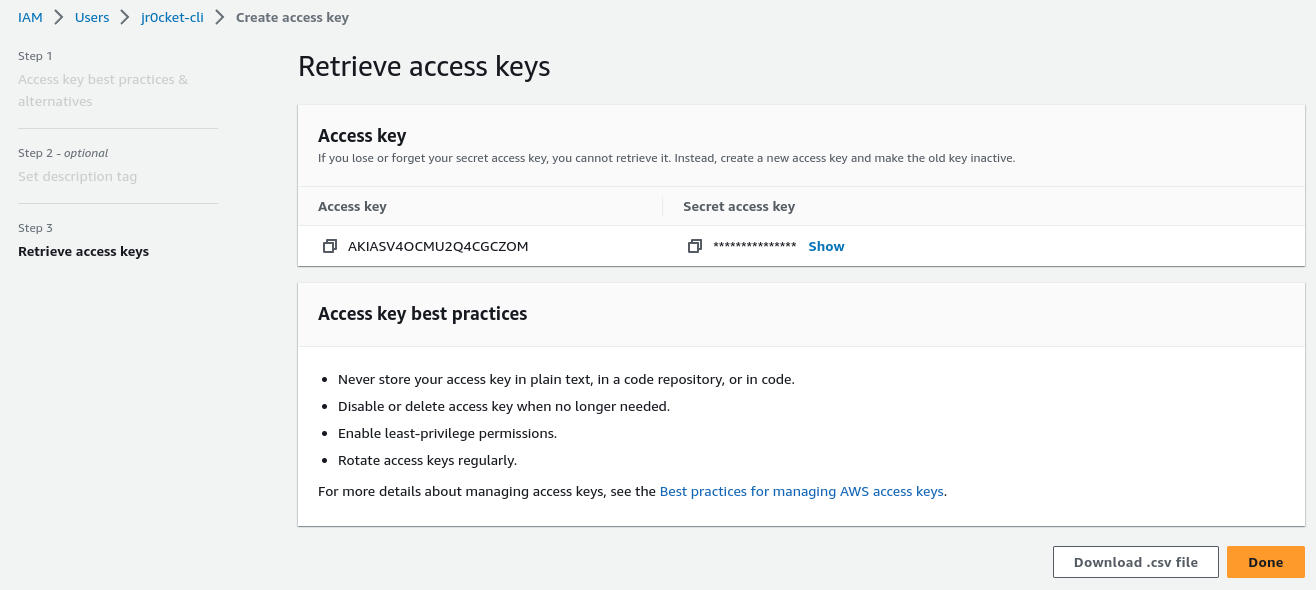 IAM > Users > jr0cket-cli > Create access key
Step 1
Access key best practices &
alternatives
Step 2 - optional
Set description tag
Step 3
Retrieve access keys
Retrieve access keys
Access key
If you lose or forget your secret access key, you cannot retrieve it. Instead, create a new access key and make the old key inactive.
Access key Secret access key
AKIASV4OCMU2Q4CGCZOM *************** Show
Access key best practices
• Never store your access key in plain text, in a code repository, or in code.
• Disable or delete access key when no longer needed.
• Enable least-privilege permissions.
• Rotate access keys regularly.
For more details about managing access keys, see the Best practices for managing AWS access keys.
Download .csv file Done